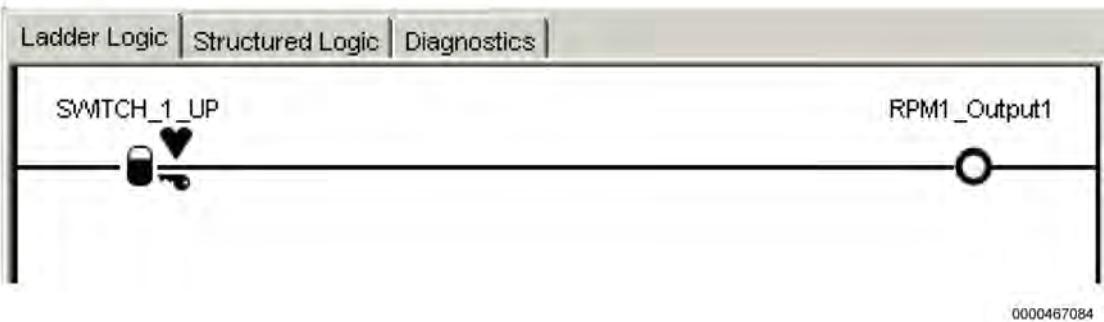 Ladder Logic Structured Logic Diagnostics
SWITCH_1_UP RPM1_Output1
0000467084